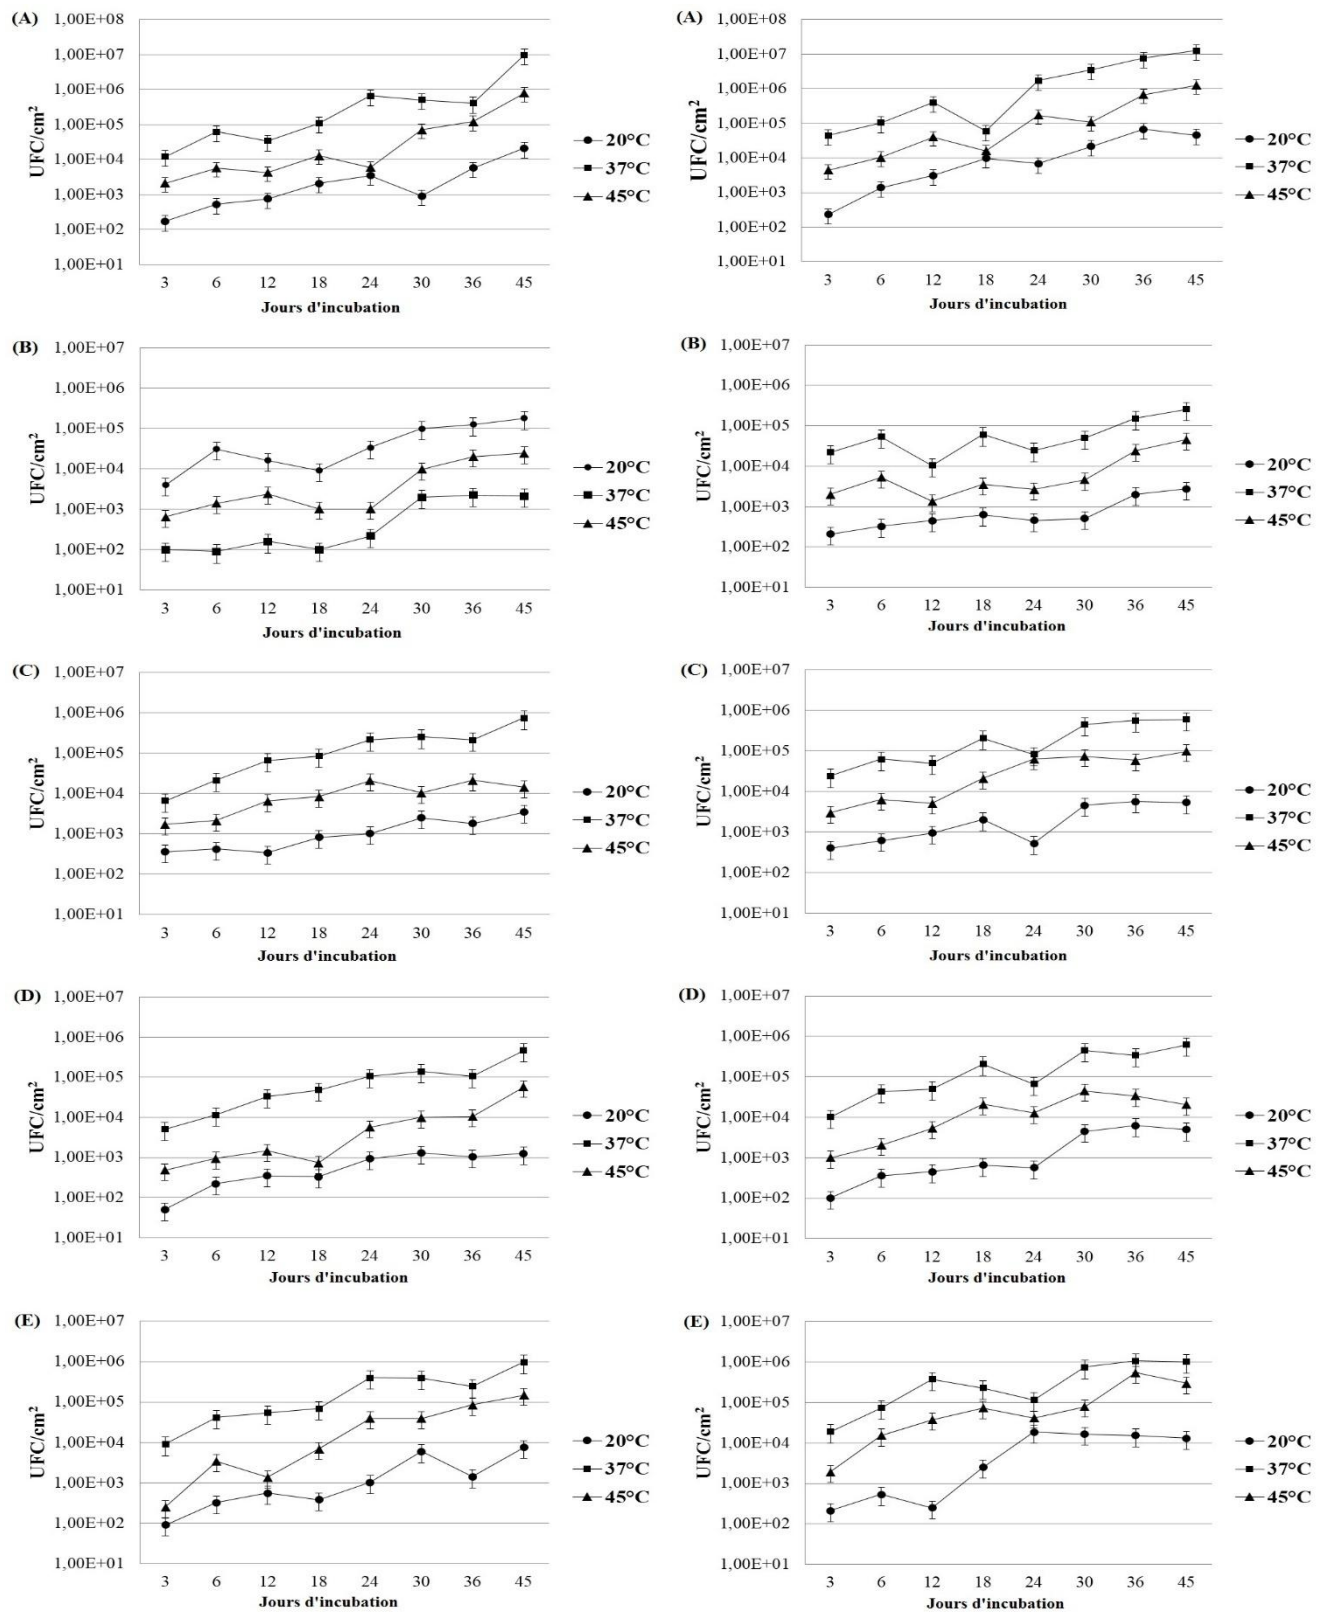 (A)
1,00E+08
1,00E+07
1,00E+06
1,00E+05
1,00E+04
1,00E+03
1,00E+02
1,00E+01
UFC/cm²
3 6 12 18 24 30 36 45
Jours d'incubation
20°C
37°C
45°C
(A)
1,00E+08
1,00E+07
1,00E+06
1,00E+05
1,00E+04
1,00E+03
1,00E+02
1,00E+01
UFC/cm²
3 6 12 18 24 30 36 45
Jours d'incubation
20°C
37°C
45°C
(B)
1,00E+07
1,00E+06
1,00E+05
1,00E+04
1,00E+03
1,00E+02
1,00E+01
UFC/cm²
3 6 12 18 24 30 36 45
Jours d'incubation
20°C
37°C
45°C
(B)
1,00E+07
1,00E+06
1,00E+05
1,00E+04
1,00E+03
1,00E+02
1,00E+01
UFC/cm²
3 6 12 18 24 30 36 45
Jours d'incubation
20°C
37°C
45°C
(C)
1,00E+07
1,00E+06
1,00E+05
1,00E+04
1,00E+03
1,00E+02
1,00E+01
UFC/cm²
3 6 12 18 24 30 36 45
Jours d'incubation
20°C
37°C
45°C
(C)
1,00E+07
1,00E+06
1,00E+05
1,00E+04
1,00E+03
1,00E+02
1,00E+01
UFC/cm²
3 6 12 18 24 30 36 45
Jours d'incubation
20°C
37°C
45°C
(D)
1,00E+07
1,00E+06
1,00E+05
1,00E+04
1,00E+03
1,00E+02
1,00E+01
UFC/cm²
3 6 12 18 24 30 36 45
Jours d'incubation
20°C
37°C
45°C
(D)
1,00E+07
1,00E+06
1,00E+05
1,00E+04
1,00E+03
1,00E+02
1,00E+01
UFC/cm²
3 6 12 18 24 30 36 45
Jours d'incubation
20°C
37°C
45°C
(E)
1,00E+07
1,00E+06
1,00E+05
1,00E+04
1,00E+03
1,00E+02
1,00E+01
UFC/cm²
3 6 12 18 24 30 36 45
Jours d'incubation
20°C
37°C
45°C
(E)
1,00E+07
1,00E+06
1,00E+05
1,00E+04
1,00E+03
1,00E+02
1,00E+01
UFC/cm²
3 6 12 18 24 30 36 45
Jours d'incubation
20°C
37°C
45°C